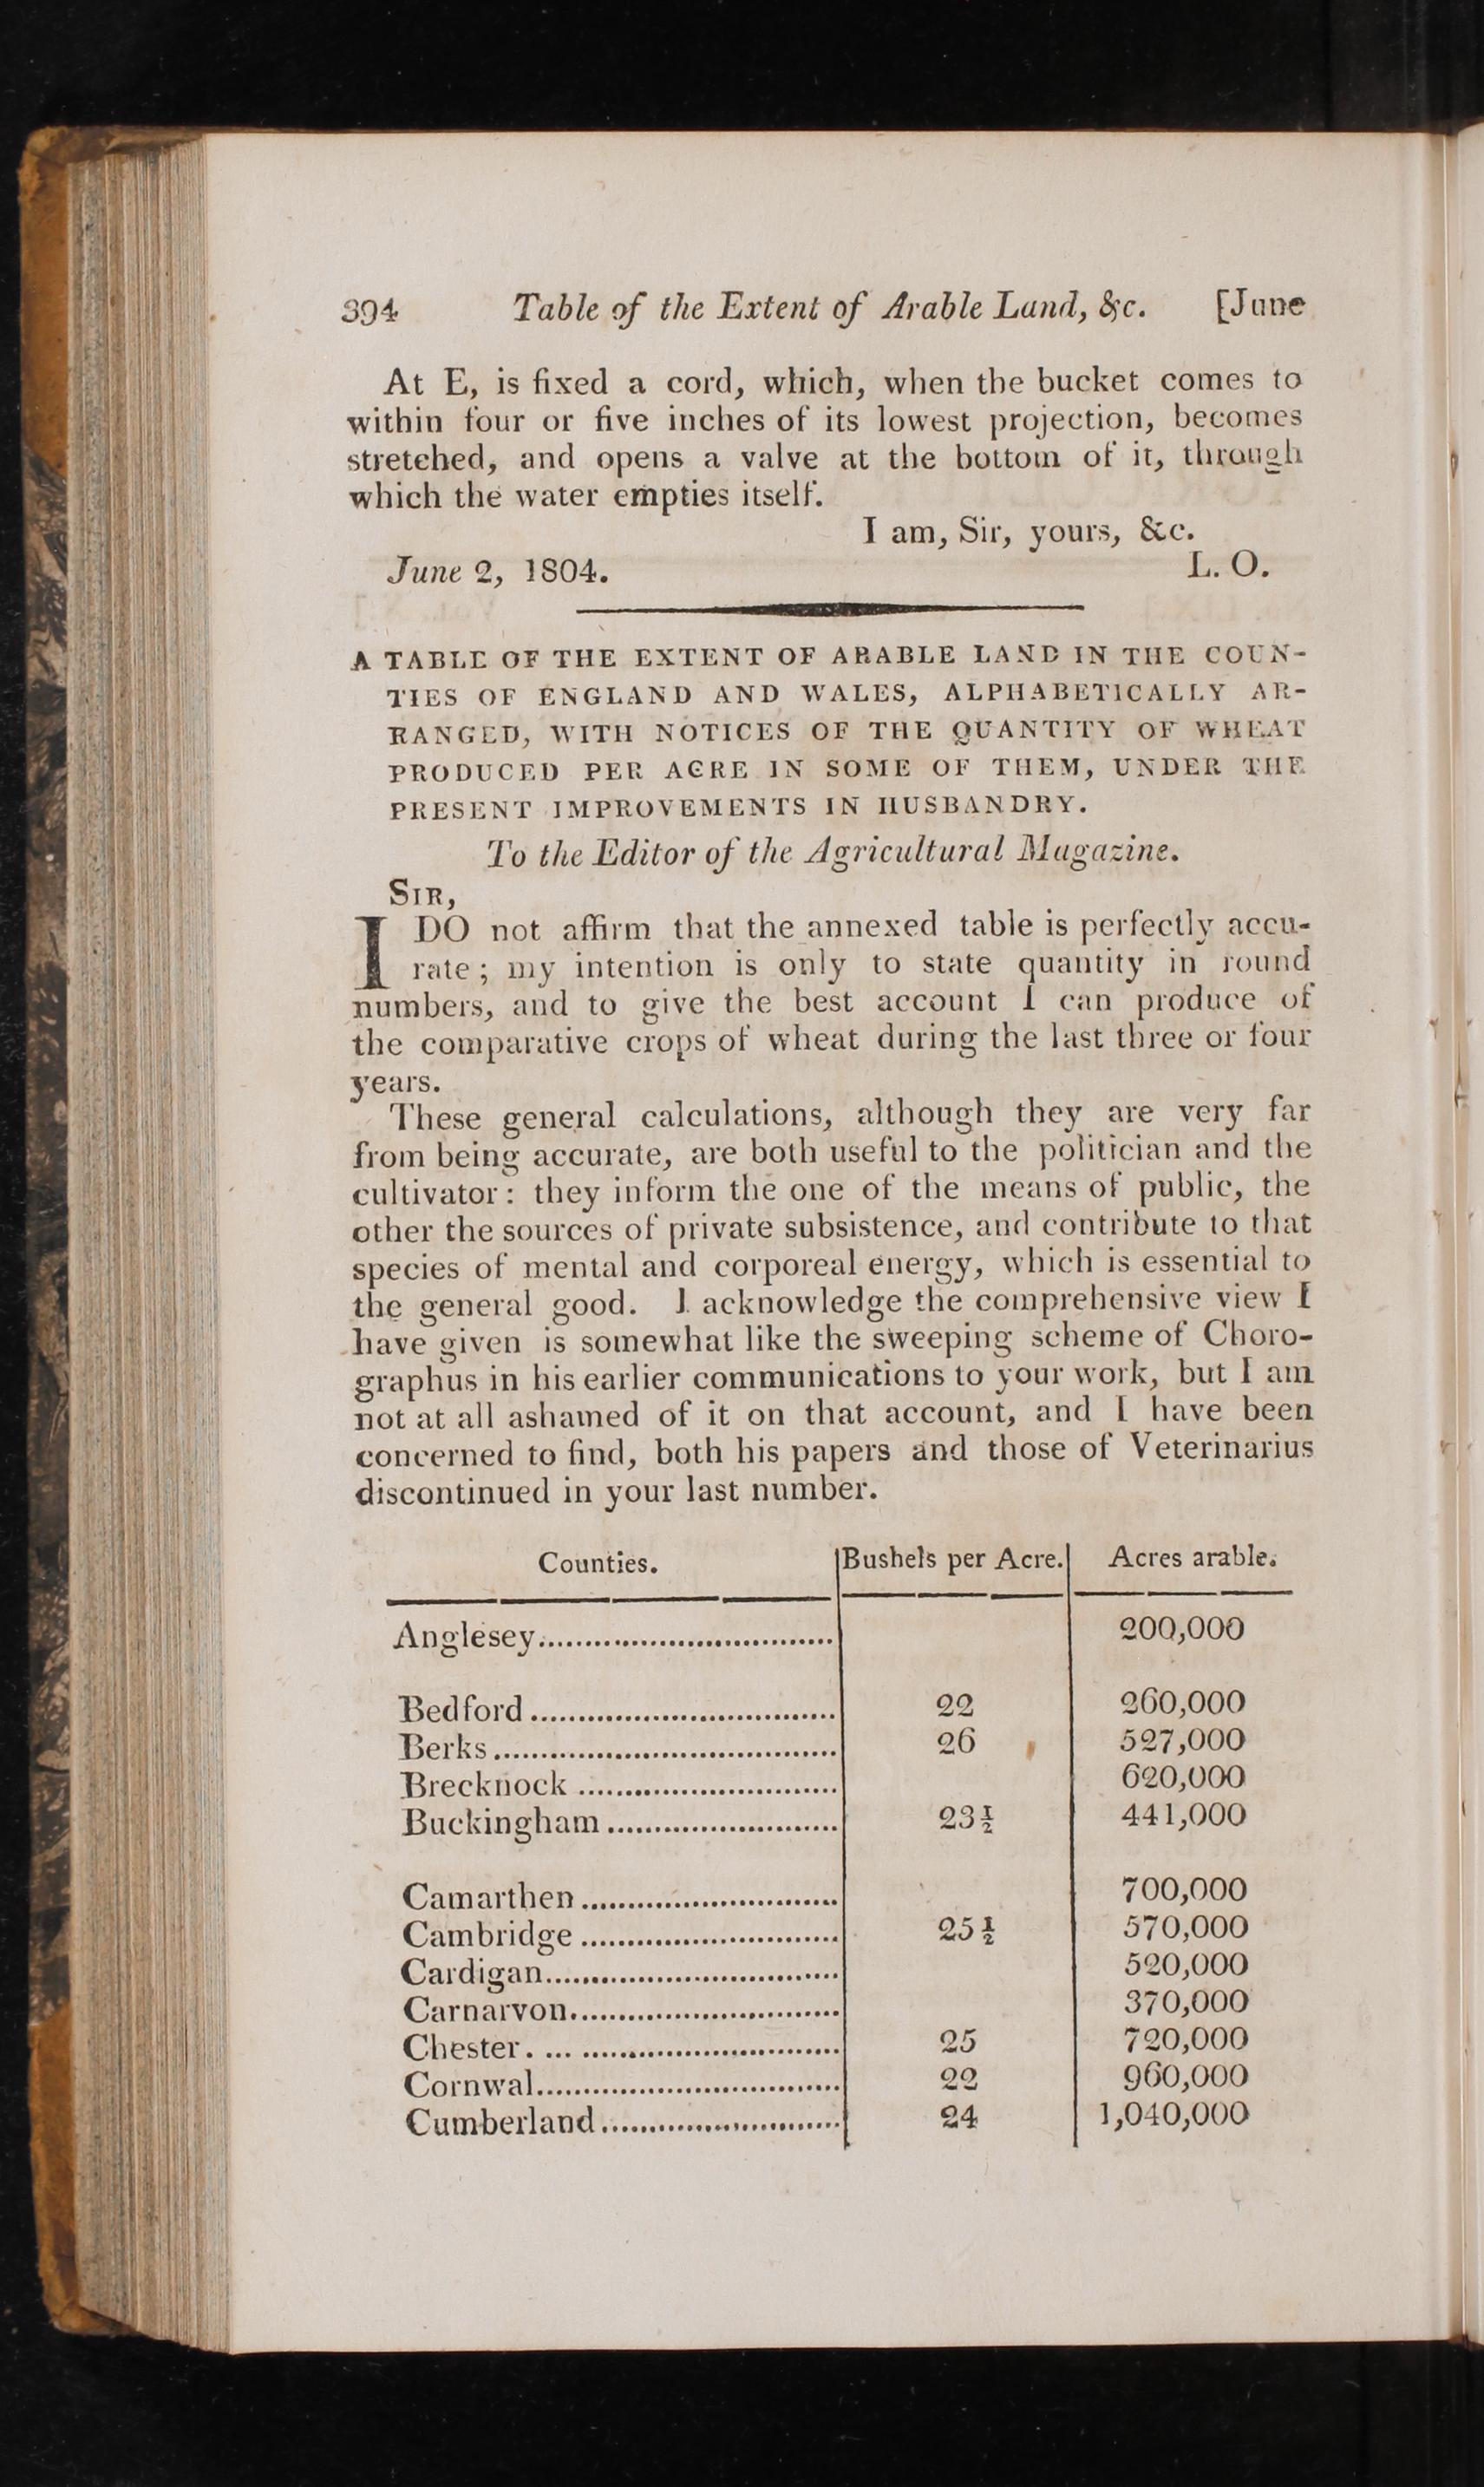 394 Table of the Extent of Arable Land, &c. [June
At E, is fixed a cord, which, when the bucket comes to
within four or five inches of its lowest projection, becomes
stretched, and opens a valve at the bottom of it, through
which the water empties itself.
I am, Sir, yours, &c.
June 2, 1804. L. O.
A TABLE OF THE EXTENT OF ARABLE LAND IN THE COUN-
TIES OF ENGLAND AND WALES, ALPHABETICALLY AR-
RANGED, WITH NOTICES OF THE QUANTITY OF WHEAT
PRODUCED PER ACRE IN SOME OF THEM, UNDER THE
PRESENT IMPROVEMENTS IN HUSBANDRY.
To the Editor of the Agricultural Magazine.
SIR,
I DO not affirm that the annexed table is perfectly accu-
rate; my intention is only to state quantity in round
numbers, and to give the best account I can produce of
the comparative crops of wheat during the last three or four
years.
These general calculations, although they are very far
from being accurate, are both useful to the politician and the
cultivator: they inform the one of the means of public, the
other the sources of private subsistence, and contribute to that
species of mental and corporeal energy, which is essential to
the general good. I acknowledge the comprehensive view I
have given is somewhat like the sweeping scheme of Choro-
graphus in his earlier communications to your work, but I am
not at all ashamed of it on that account, and I have been
concerned to find, both his papers and those of Veterinarius
discontinued in your last number.
Counties. Bushels per Acre. Acres arable.
Anglesey................................ 200,000
Bedford................................ 22 260,000
Berks.................................... 26 527,000
Brecknock ............................ 620,000
Buckingham......................... 23½ 441,000
Camarthen............................ 700,000
Cambridge............................ 25½ 570,000
Cardigan................................ 520,000
Carnarvon............................. 370,000
Chester. ... ............................ 25 720,000
Cornwal................................. 22 960,000
Cumberland.......................... 24 1,040,000